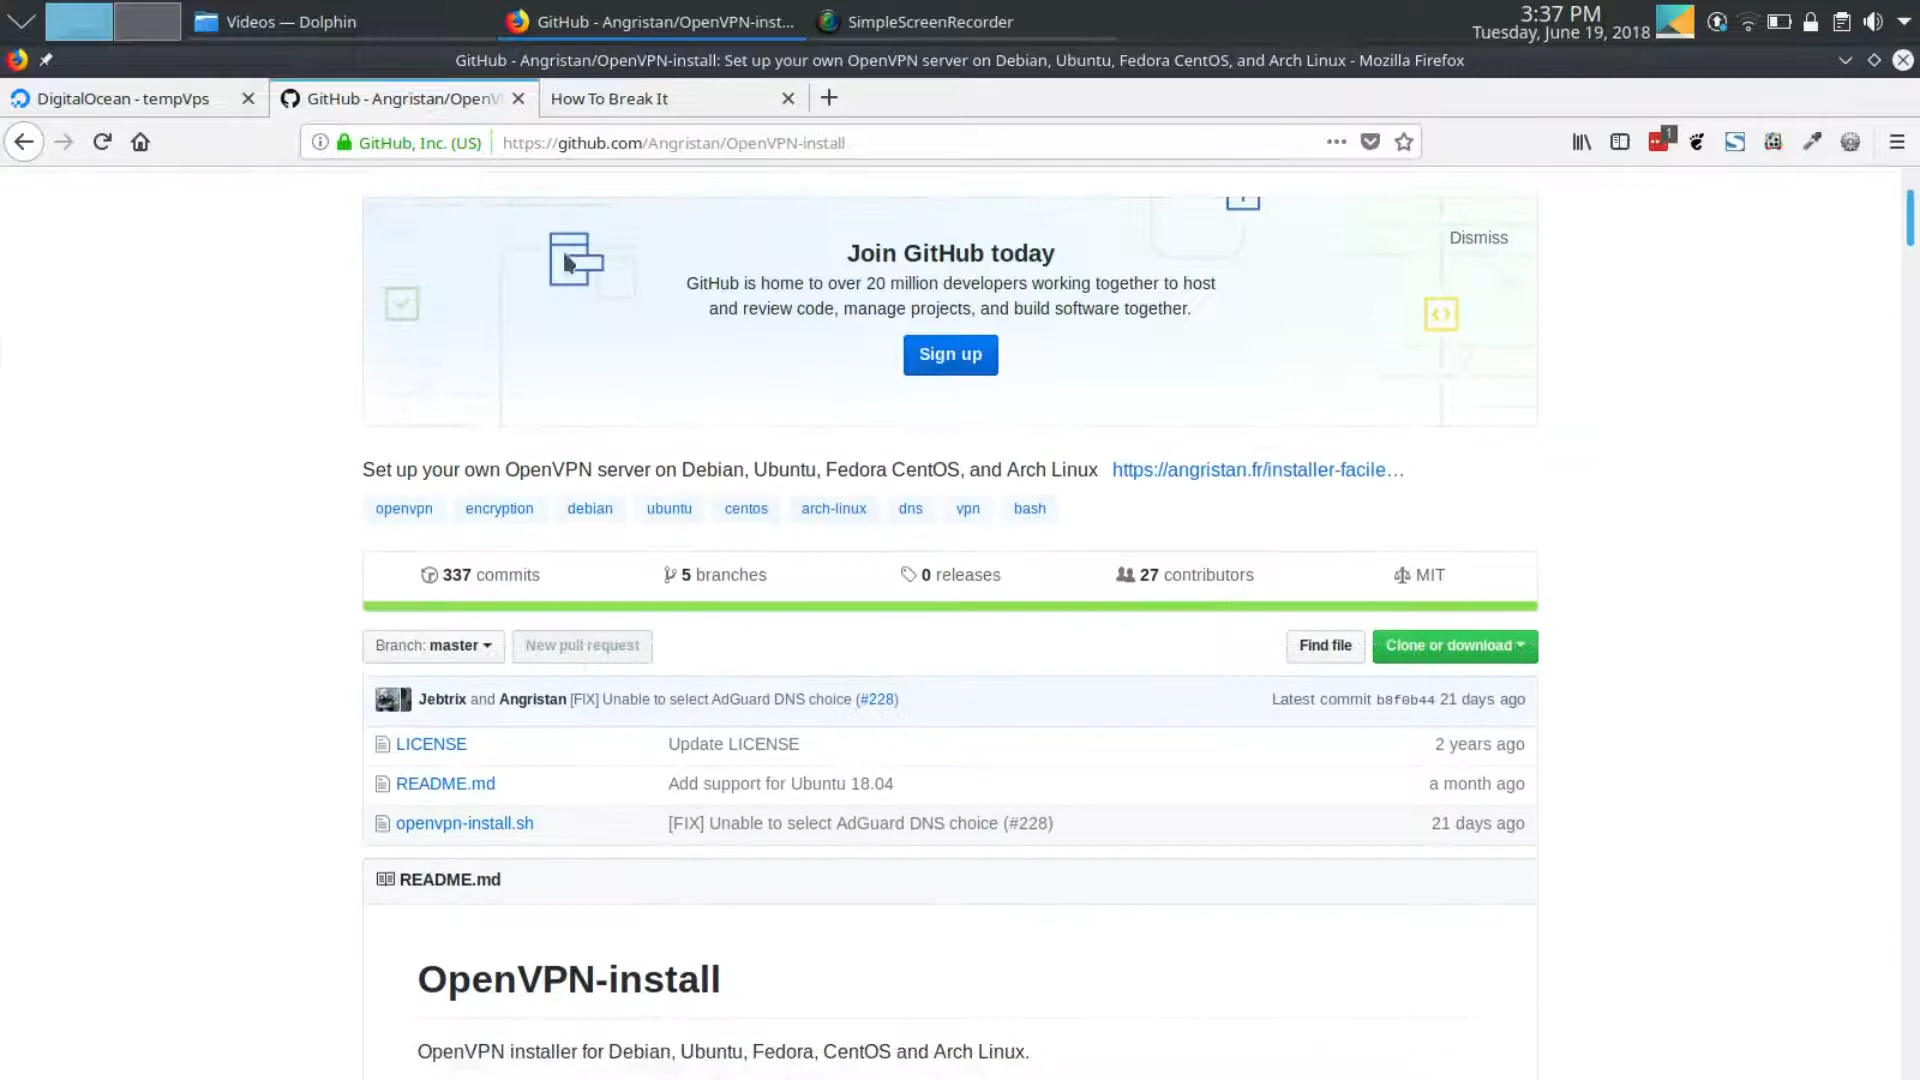 Videos — Dolphin
GitHub - Angristan/OpenVPN-inst...
SimpleScreenRecorder
3:37 PM
Tuesday, June 19, 2018
GitHub - Angristan/OpenVPN-install: Set up your own OpenVPN server on Debian, Ubuntu, Fedora CentOS, and Arch Linux - Mozilla Firefox
DigitalOcean - tempVps
GitHub - Angristan/OpenV
How To Break It
GitHub, Inc. (US)
https://github.com/Angristan/OpenVPN-install
1
Join GitHub today
Dismiss
GitHub is home to over 20 million developers working together to host
and review code, manage projects, and build software together.
Sign up
Set up your own OpenVPN server on Debian, Ubuntu, Fedora CentOS, and Arch Linux https://angristan.fr/installer-facile…
openvpn encryption debian ubuntu centos arch-linux dns vpn bash
337 commits 5 branches 0 releases 27 contributors MIT
Branch: master New pull request Find file Clone or download
Jebtrix and Angristan [FIX] Unable to select AdGuard DNS choice (#228) Latest commit b8f0b44 21 days ago
LICENSE Update LICENSE 2 years ago
README.md Add support for Ubuntu 18.04 a month ago
openvpn-install.sh [FIX] Unable to select AdGuard DNS choice (#228) 21 days ago
README.md
OpenVPN-install
OpenVPN installer for Debian, Ubuntu, Fedora, CentOS and Arch Linux.